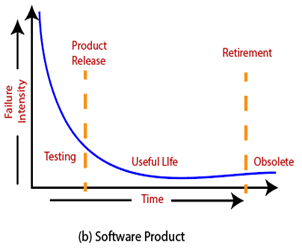 Product
Release
Retirement
Failure
Intensity
Testing
Useful LIfe
Obsolete
Time
(b) Software Product